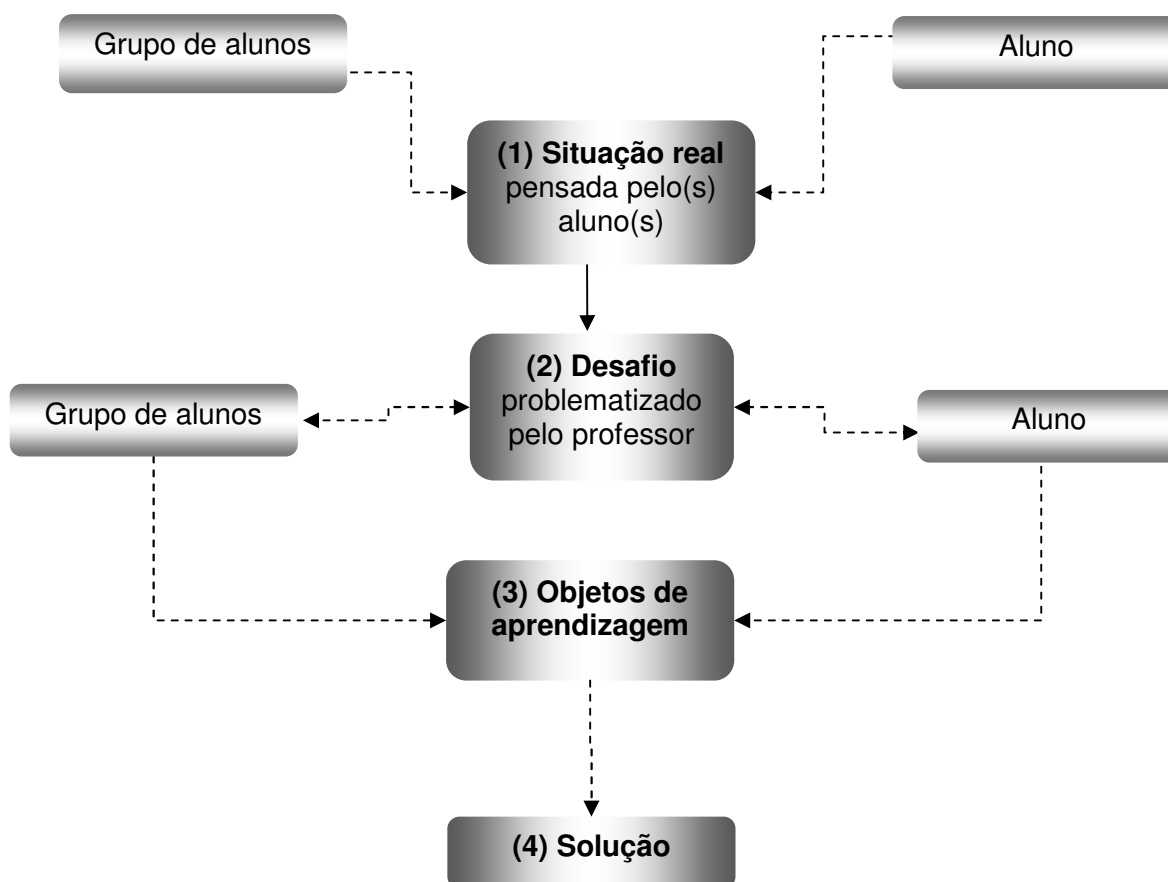 Grupo de alunos
Aluno
(1) Situação real
pensada pelo(s)
aluno(s)
(2) Desafio
problematizado
pelo professor
Grupo de alunos
Aluno
(3) Objetos de
aprendizagem
(4) Solução